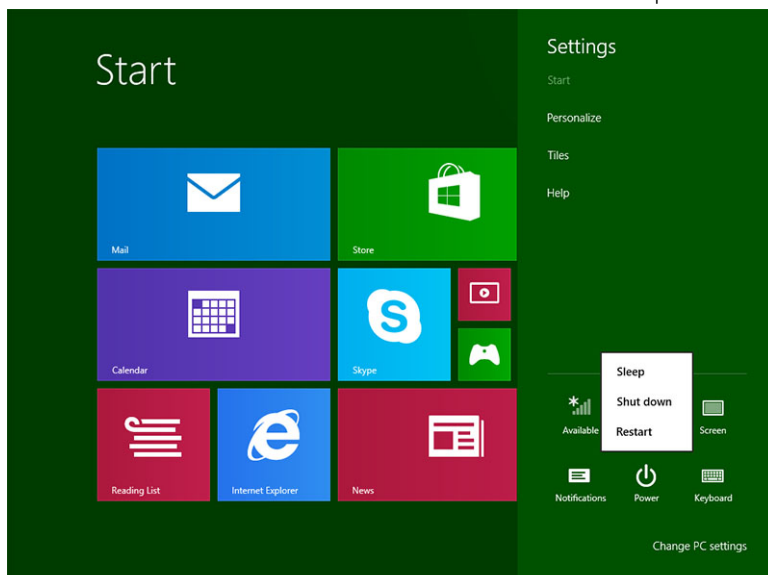 Start
Mail
Store
Calendar
Skype
Reading List
Internet Explorer
News
Settings
Start
Personalize
Tiles
Help
Sleep
Shut down
Restart
Available
Screen
Notifications
Power
Keyboard
Change PC settings